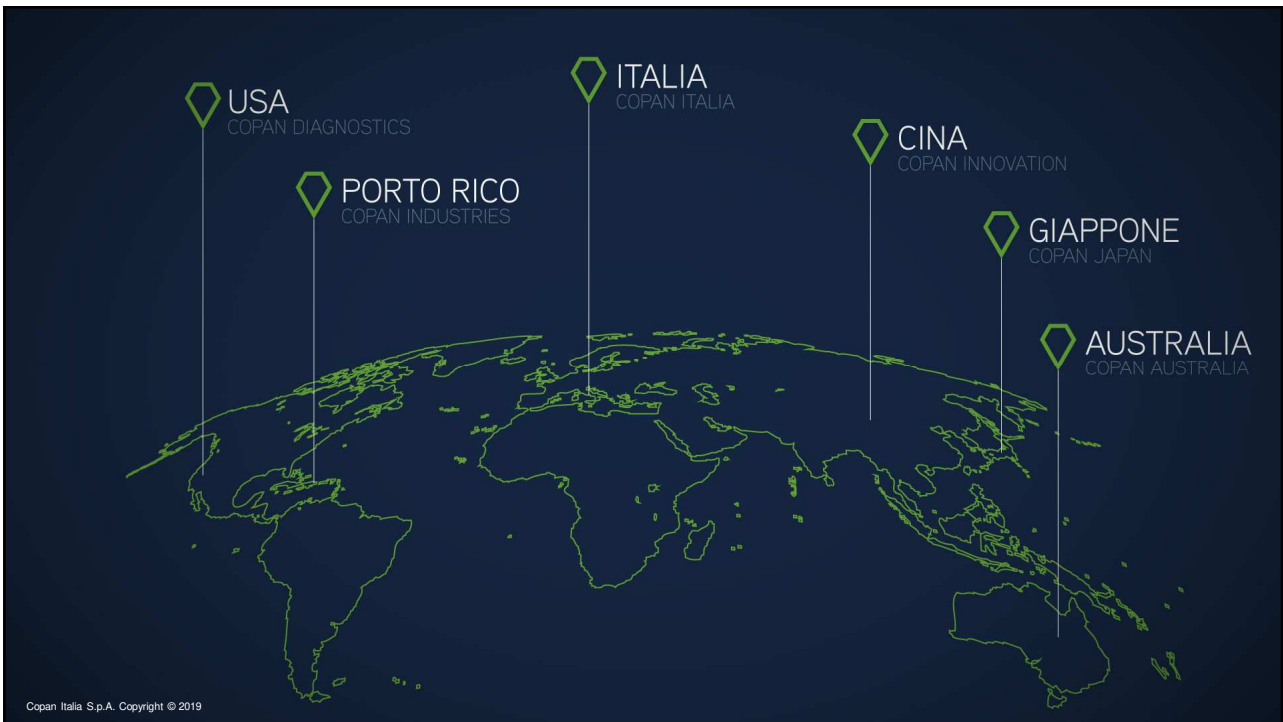 USA
COPAN DIAGNOSTICS
PORTO RICO
COPAN INDUSTRIES
ITALIA
COPAN ITALIA
CINA
COPAN INNOVATION
GIAPPONE
COPAN JAPAN
AUSTRALIA
COPAN AUSTRALIA
Copan Italia S.p.A. Copyright © 2019